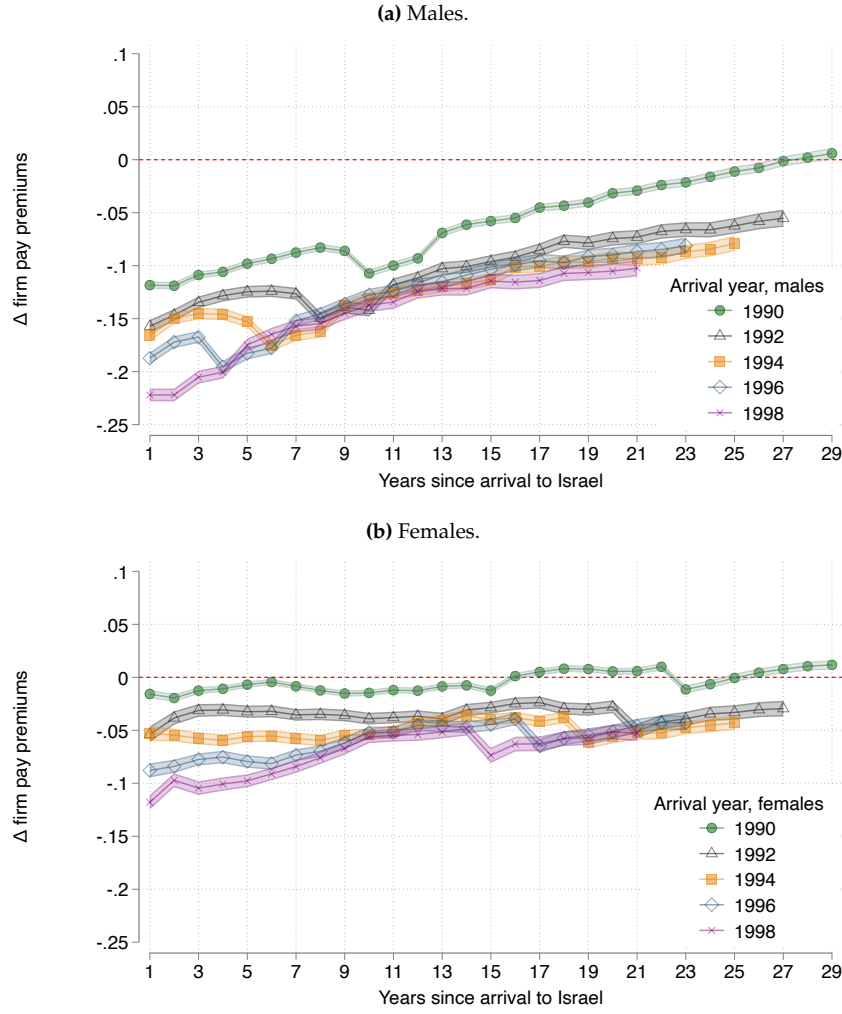 (a) Males.
.1
.05
0
-.05
-.1
-.15
-.2
-.25
Δ firm pay premiums
Arrival year, males
1990
1992
1994
1996
1998
1 3 5 7 9 11 13 15 17 19 21 23 25 27 29
Years since arrival to Israel
(b) Females.
.1
.05
0
-.05
-.1
-.15
-.2
-.25
Δ firm pay premiums
Arrival year, females
1990
1992
1994
1996
1998
1 3 5 7 9 11 13 15 17 19 21 23 25 27 29
Years since arrival to Israel